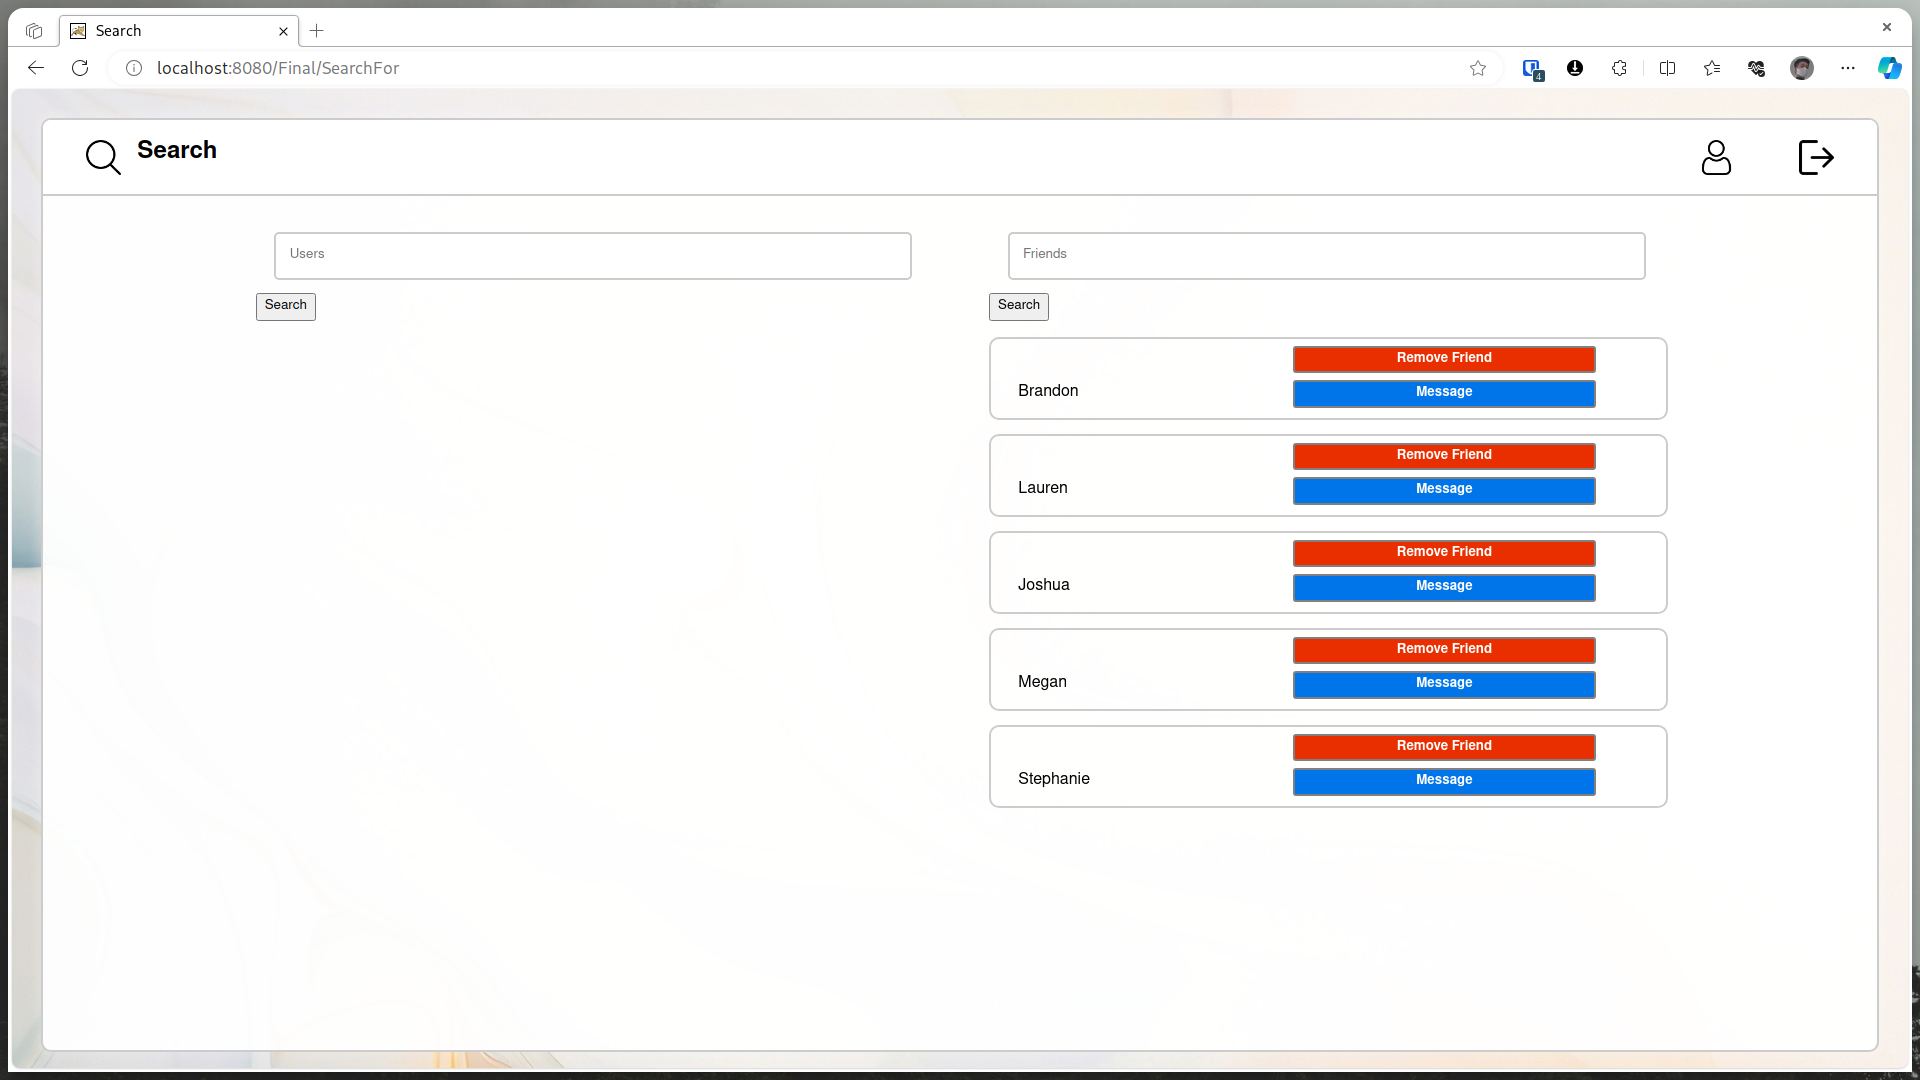 Search
localhost:8080/Final/SearchFor
4
Search
Users
Search
Friends
Search
Remove Friend
Brandon
Message
Remove Friend
Lauren
Message
Remove Friend
Joshua
Message
Remove Friend
Megan
Message
Remove Friend
Stephanie
Message